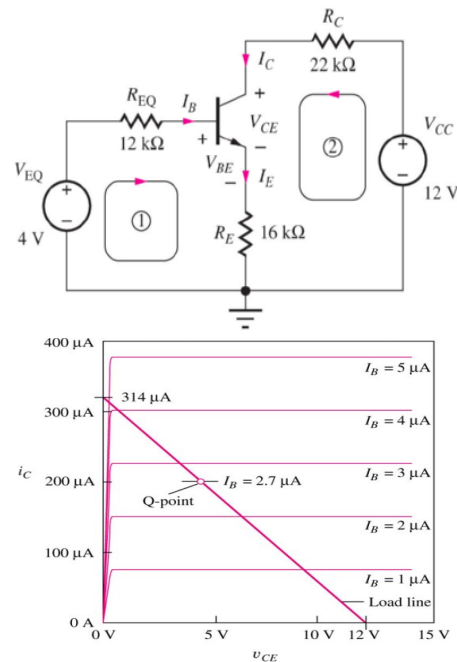 R_C
I_C
22 kΩ
R_EQ
I_B
+
12 kΩ
V_CE
②
V_CC
+
V_BE
−
+
−
V_EQ
+
−
①
−
I_E
12 V
4 V
R_E
16 kΩ
400 μA
I_B = 5 μA
314 μA
300 μA
I_B = 4 μA
I_B = 3 μA
i_C
200 μA
I_B = 2.7 μA
Q-point
I_B = 2 μA
100 μA
I_B = 1 μA
Load line
0 A
0 V
5 V
10 V
12 V
15 V
v_CE